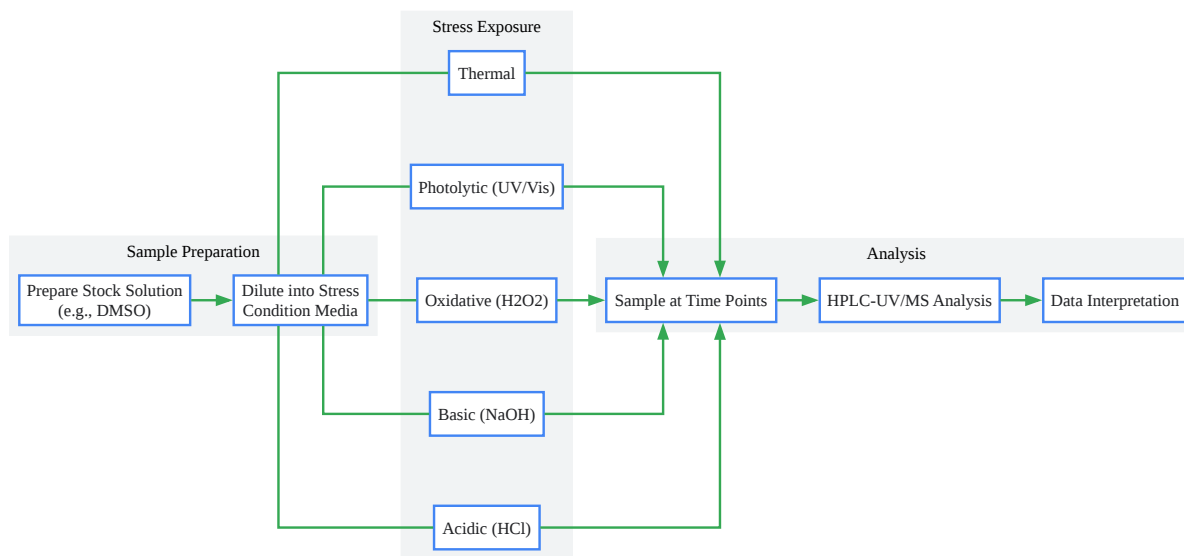 Stress Exposure
Thermal
Photolytic (UV/Vis)
Sample Preparation
Analysis
Prepare Stock Solution
(e.g., DMSO)
Dilute into Stress
Condition Media
Oxidative (H2O2)
Sample at Time Points
HPLC-UV/MS Analysis
Data Interpretation
Basic (NaOH)
Acidic (HCl)